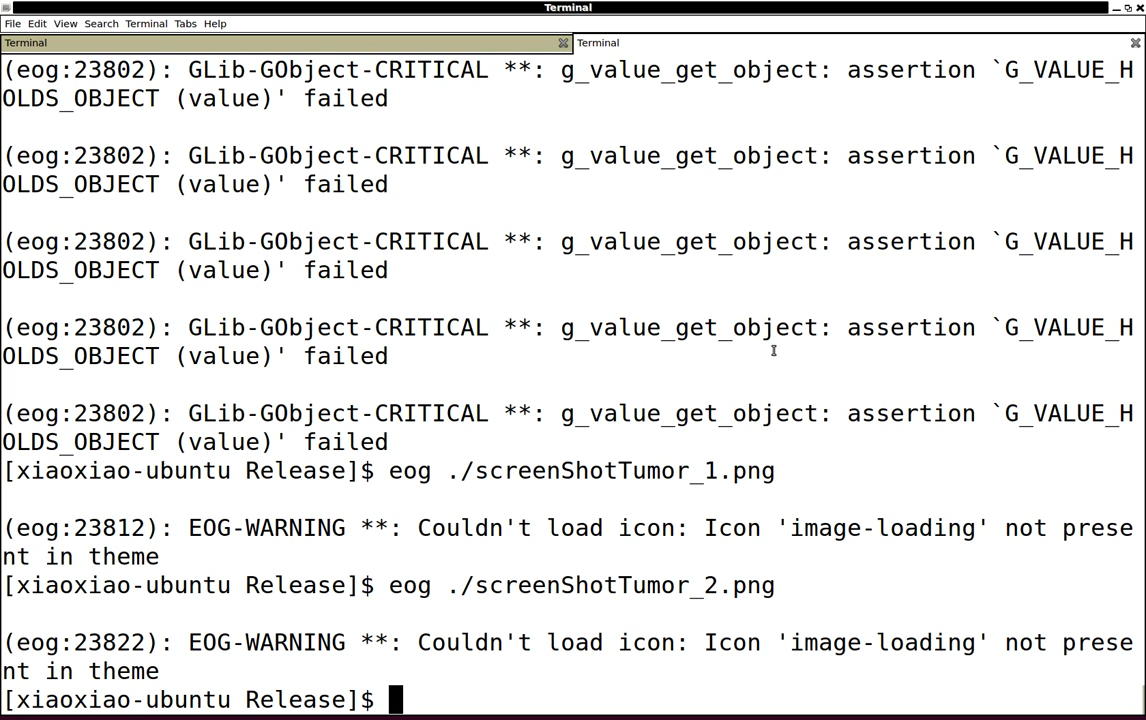 Terminal
File Edit View Search Terminal Tabs Help
Terminal Terminal
(eog:23802): GLib-GObject-CRITICAL **: g_value_get_object: assertion `G_VALUE_H
OLDS_OBJECT (value)' failed
(eog:23802): GLib-GObject-CRITICAL **: g_value_get_object: assertion `G_VALUE_H
OLDS_OBJECT (value)' failed
(eog:23802): GLib-GObject-CRITICAL **: g_value_get_object: assertion `G_VALUE_H
OLDS_OBJECT (value)' failed
(eog:23802): GLib-GObject-CRITICAL **: g_value_get_object: assertion `G_VALUE_H
OLDS_OBJECT (value)' failed
(eog:23802): GLib-GObject-CRITICAL **: g_value_get_object: assertion `G_VALUE_H
OLDS_OBJECT (value)' failed
[xiaoxiao-ubuntu Release]$ eog ./screenShotTumor_1.png
(eog:23812): EOG-WARNING **: Couldn't load icon: Icon 'image-loading' not prese
nt in theme
[xiaoxiao-ubuntu Release]$ eog ./screenShotTumor_2.png
(eog:23822): EOG-WARNING **: Couldn't load icon: Icon 'image-loading' not prese
nt in theme
[xiaoxiao-ubuntu Release]$